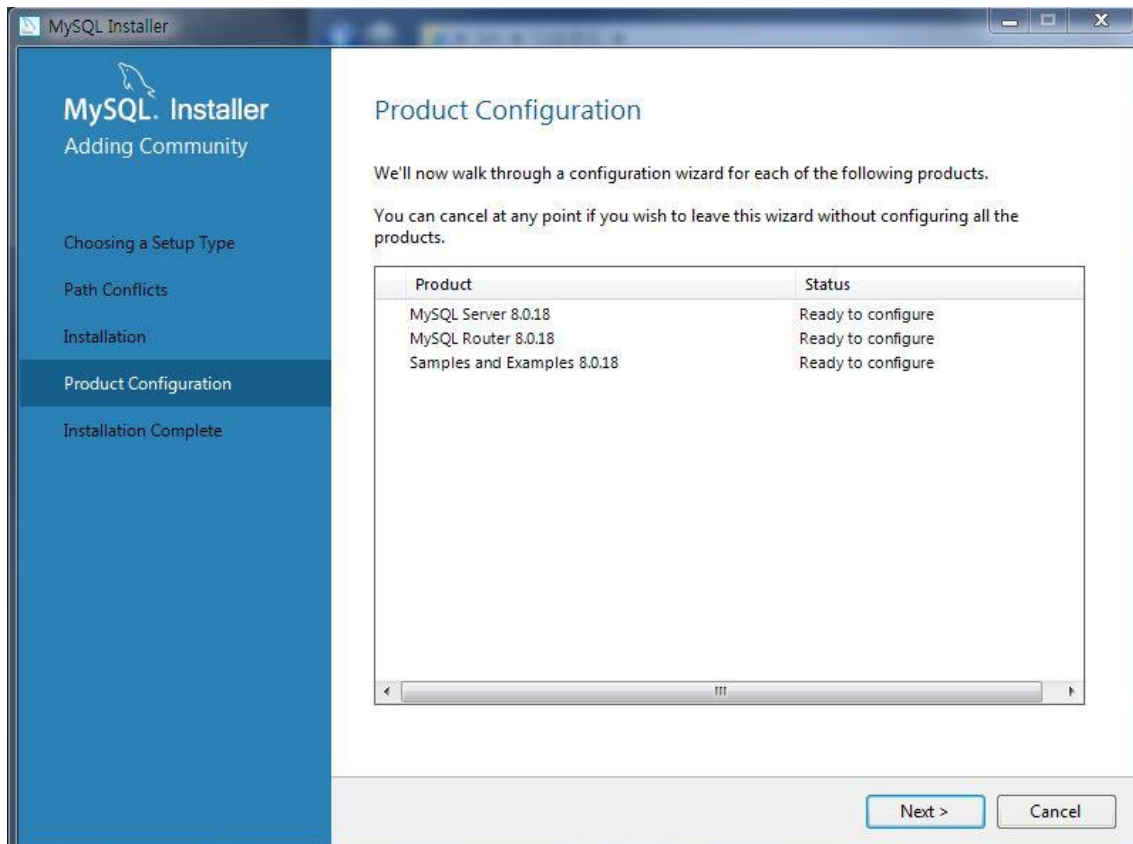 MySQL Installer
MySQL. Installer
Adding Community
Choosing a Setup Type
Path Conflicts
Installation
Product Configuration
Installation Complete
Product Configuration
We'll now walk through a configuration wizard for each of the following products.
You can cancel at any point if you wish to leave this wizard without configuring all the
products.
Product Status
MySQL Server 8.0.18 Ready to configure
MySQL Router 8.0.18 Ready to configure
Samples and Examples 8.0.18 Ready to configure
Next > Cancel